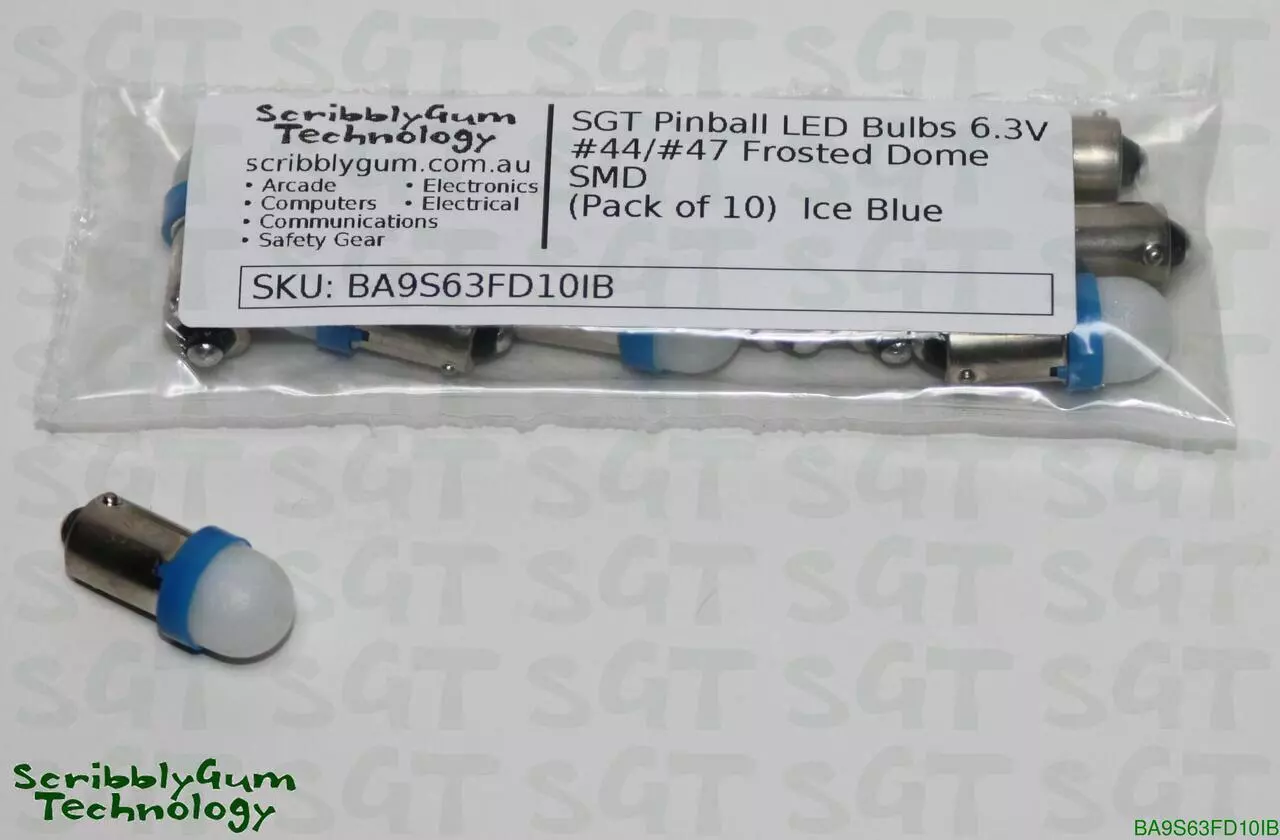 ScribblyGum
Technology
scribblygum.com.au
• Arcade • Electronics
• Computers • Electrical
• Communications
• Safety Gear
SGT Pinball LED Bulbs 6.3V
#44/#47 Frosted Dome
SMD
(Pack of 10) Ice Blue
SKU: BA9S63FD10IB
ScribblyGum
Technology
BA9S63FD10IB
SGT